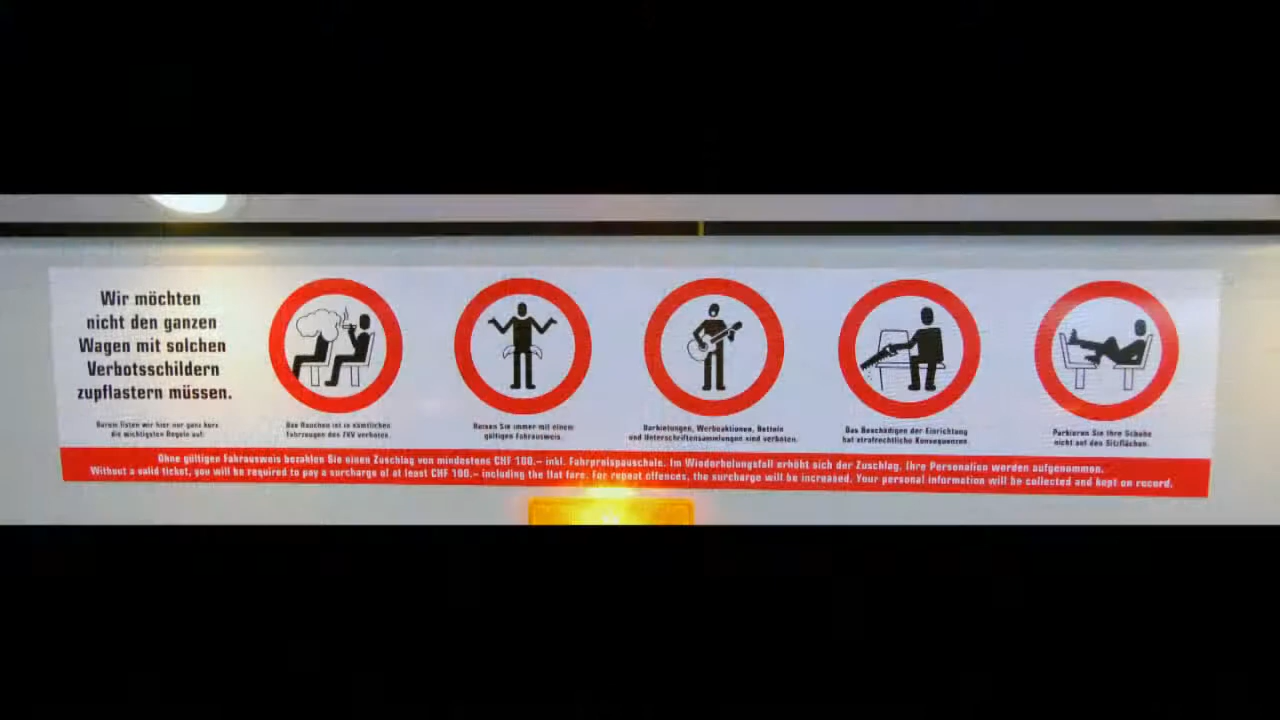 Wir möchten
nicht den ganzen
Wagen mit solchen
Verbotsschildern
zupflastern müssen.
Darum listen wir hier nur ganz kurz
die wichtigsten Regeln auf:
Das Rauchen ist in sämtlichen
Fahrzeugen des ZVV verboten.
Reisen Sie immer mit einem
gültigen Fahrausweis.
Darbietungen, Werbeaktionen, Betteln
und Unterschriftensammlungen sind verboten.
Das Beschädigen der Einrichtung
hat strafrechtliche Konsequenzen.
Parkieren Sie Ihre Schuhe
nicht auf den Sitzflächen.
Ohne gültigen Fahrausweis bezahlen Sie einen Zuschlag von mindestens CHF 100.– inkl. Fahrpreispauschale. Im Wiederholungsfall erhöht sich der Zuschlag. Ihre Personalien werden aufgenommen.
Without a valid ticket, you will be required to pay a surcharge of at least CHF 100.– including the flat fare. For repeat offences, the surcharge will be increased. Your personal information will be collected and kept on record.